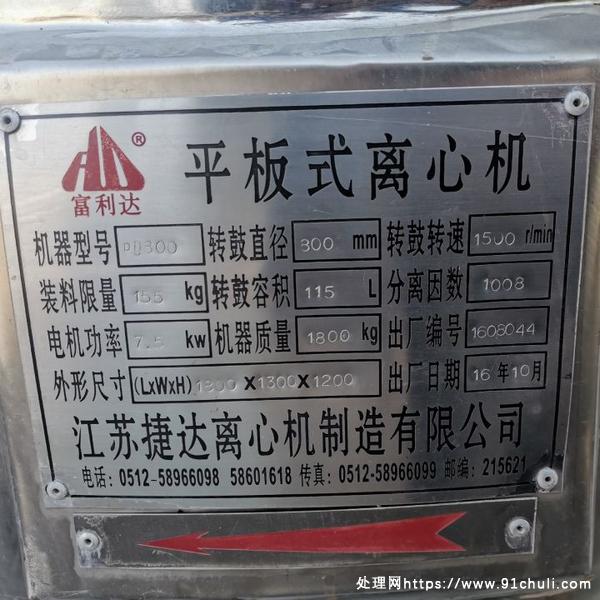 富利达®
平板式离心机
机器型号 PD800 转鼓直径 800 mm 转鼓转速 1500 r/min
装料限量 155 kg 转鼓容积 115 L 分离因数 1008
电机功率 7.5 kw 机器质量 1800 kg 出厂编号 1608044
外形尺寸 (LxWxH) 1800X1300X1200 出厂日期 16年10月
江苏捷达离心机制造有限公司
电话: 0512-58966098 58601618 传真: 0512-58966099 邮编: 215621
处理网https://www.91chuli.com/